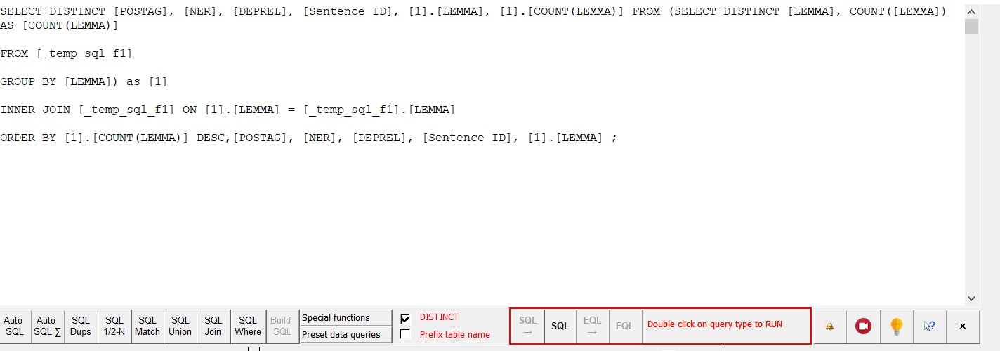 SELECT DISTINCT [POSTAG], [NER], [DEPREL], [Sentence ID], [1].[LEMMA], [1].[COUNT(LEMMA)] FROM (SELECT DISTINCT [LEMMA], COUNT([LEMMA])
AS [COUNT(LEMMA)]
FROM [_temp_sql_f1]
GROUP BY [LEMMA]) as [1]
INNER JOIN [_temp_sql_f1] ON [1].[LEMMA] = [_temp_sql_f1].[LEMMA]
ORDER BY [1].[COUNT(LEMMA)] DESC,[POSTAG], [NER], [DEPREL], [Sentence ID], [1].[LEMMA] ;
Auto SQL
Auto SQL ∑
SQL Dups
SQL 1/2-N
SQL Match
SQL Union
SQL Join
SQL Where
Build SQL
Special functions
Preset data queries
DISTINCT
Prefix table name
SQL →
SQL
EQL →
EQL
Double click on query type to RUN